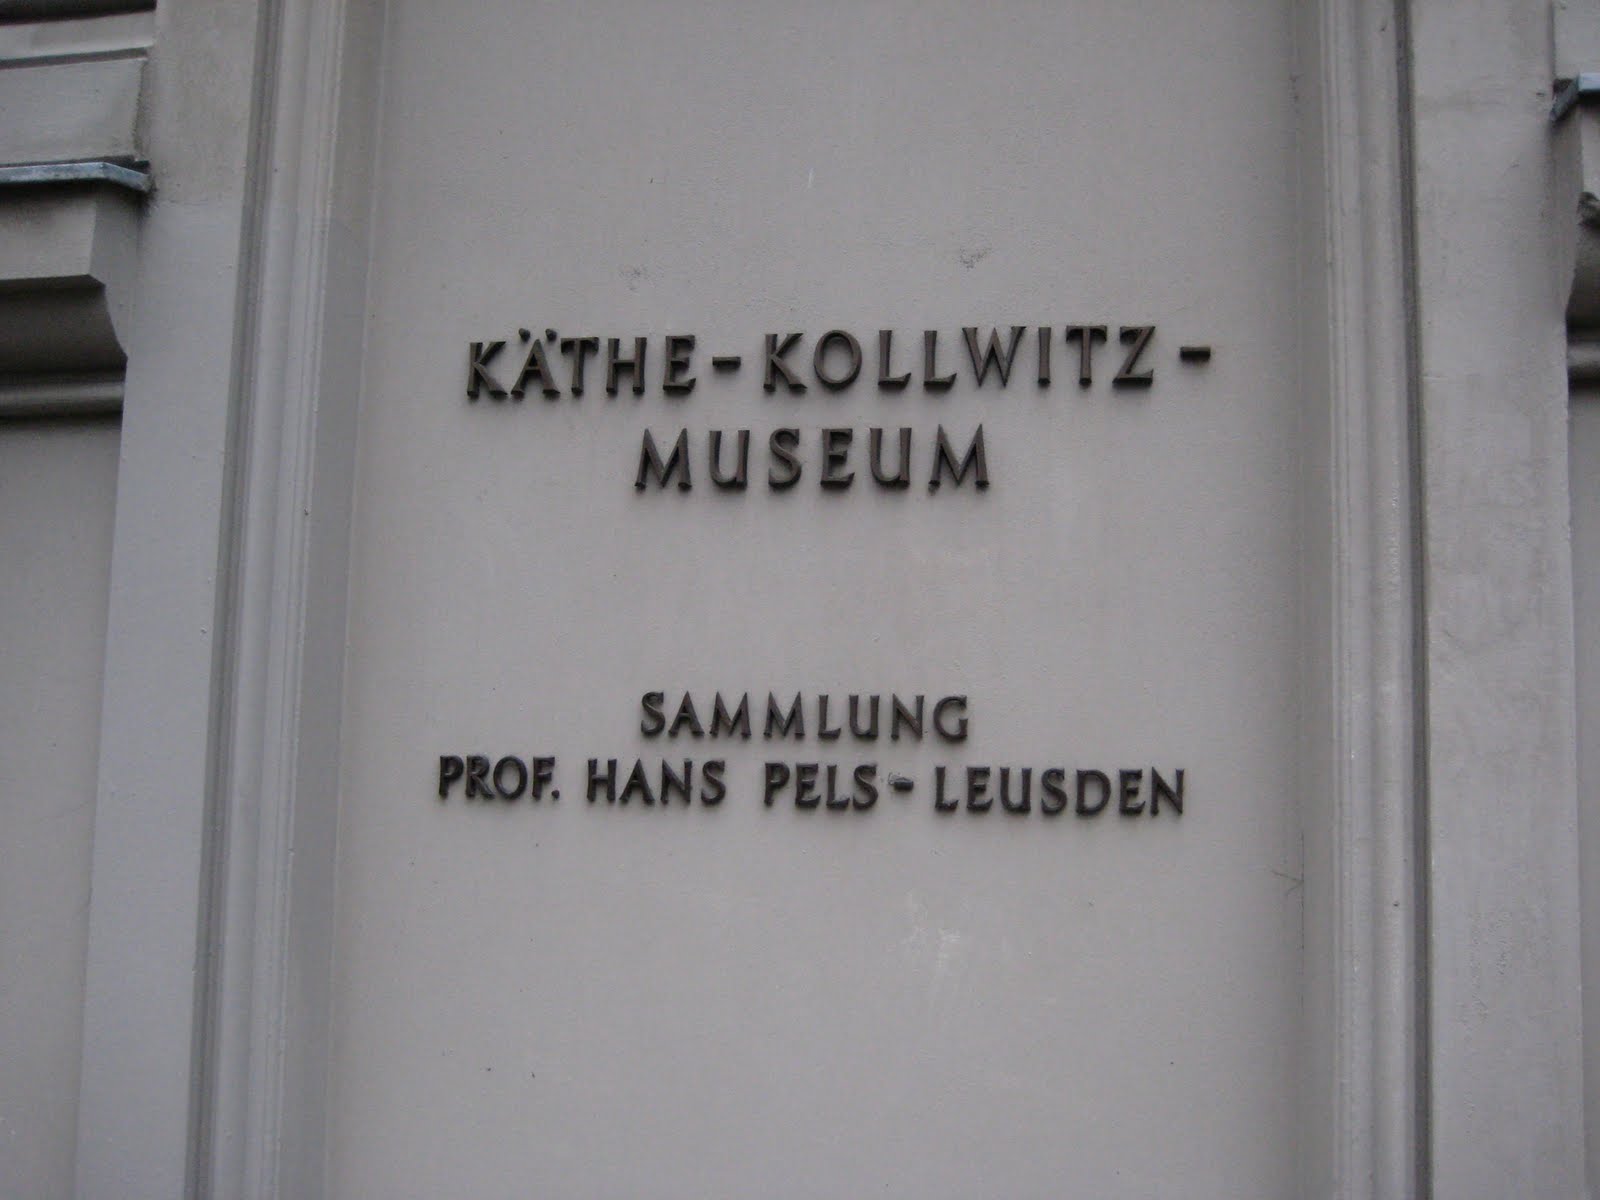 KÄTHE-KOLLWITZ-
MUSEUM
SAMMLUNG
PROF. HANS PELS-LEUSDEN